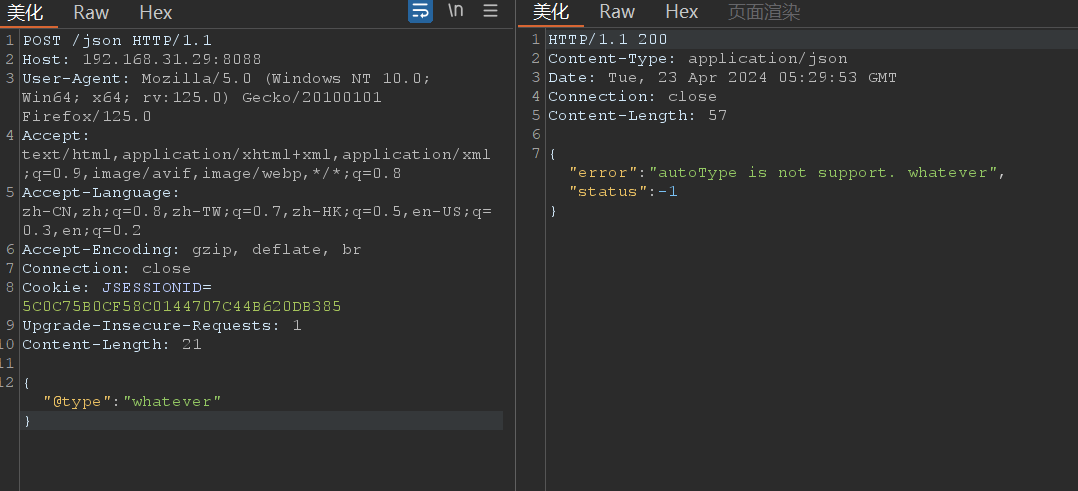 美化 Raw Hex \n
1 POST /json HTTP/1.1
2 Host: 192.168.31.29:8088
3 User-Agent: Mozilla/5.0 (Windows NT 10.0;
Win64; x64; rv:125.0) Gecko/20100101
Firefox/125.0
4 Accept:
text/html,application/xhtml+xml,application/xml
;q=0.9,image/avif,image/webp,*/*;q=0.8
5 Accept-Language:
zh-CN,zh;q=0.8,zh-TW;q=0.7,zh-HK;q=0.5,en-US;q=
0.3,en;q=0.2
6 Accept-Encoding: gzip, deflate, br
7 Connection: close
8 Cookie: JSESSIONID=
5C0C75B0CF58C0144707C44B620DB385
9 Upgrade-Insecure-Requests: 1
10 Content-Length: 21
11
12 {
"@type":"whatever"
}
美化 Raw Hex 页面渲染
1 HTTP/1.1 200
2 Content-Type: application/json
3 Date: Tue, 23 Apr 2024 05:29:53 GMT
4 Connection: close
5 Content-Length: 57
6
7 {
"error":"autoType is not support. whatever",
"status":-1
}